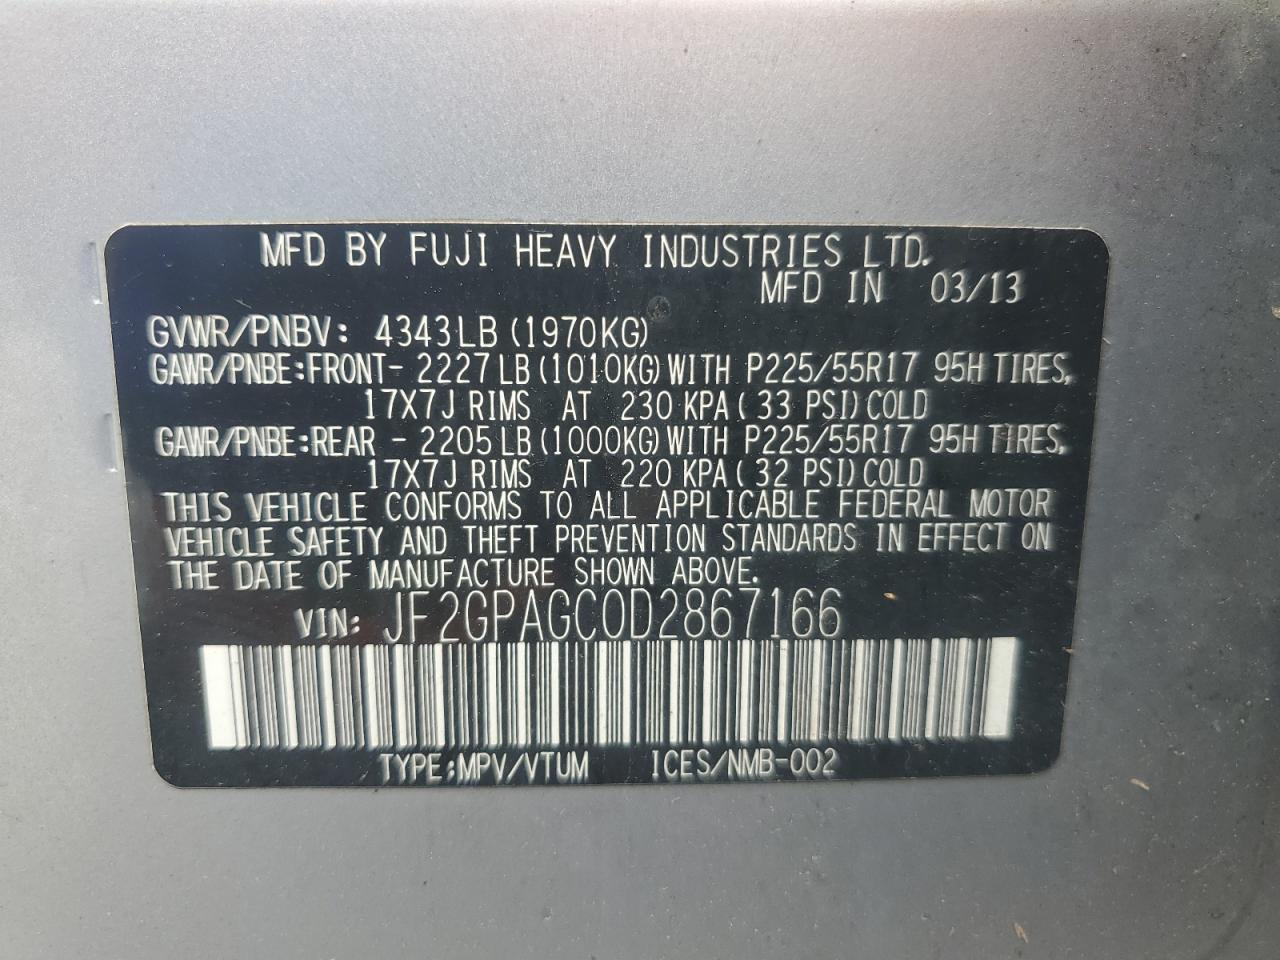 MFD BY FUJI HEAVY INDUSTRIES LTD.
MFD IN 03/13
GVWR/PNBV: 4343LB (1970KG)
GAWR/PNBE:FRONT- 2227 LB (1010KG) WITH P225/55R17 95H TIRES,
17X7J RIMS AT 230 KPA ( 33 PSI) COLD
GAWR/PNBE:REAR - 2205 LB (1000KG) WITH P225/55R17 95H TIRES,
17X7J RIMS AT 220 KPA ( 32 PSI) COLD
THIS VEHICLE CONFORMS TO ALL APPLICABLE FEDERAL MOTOR
VEHICLE SAFETY AND THEFT PREVENTION STANDARDS IN EFFECT ON
THE DATE OF MANUFACTURE SHOWN ABOVE.
VIN: JF2GPAGC0D2867166
TYPE:MPV/VTUM ICES/NMB-002